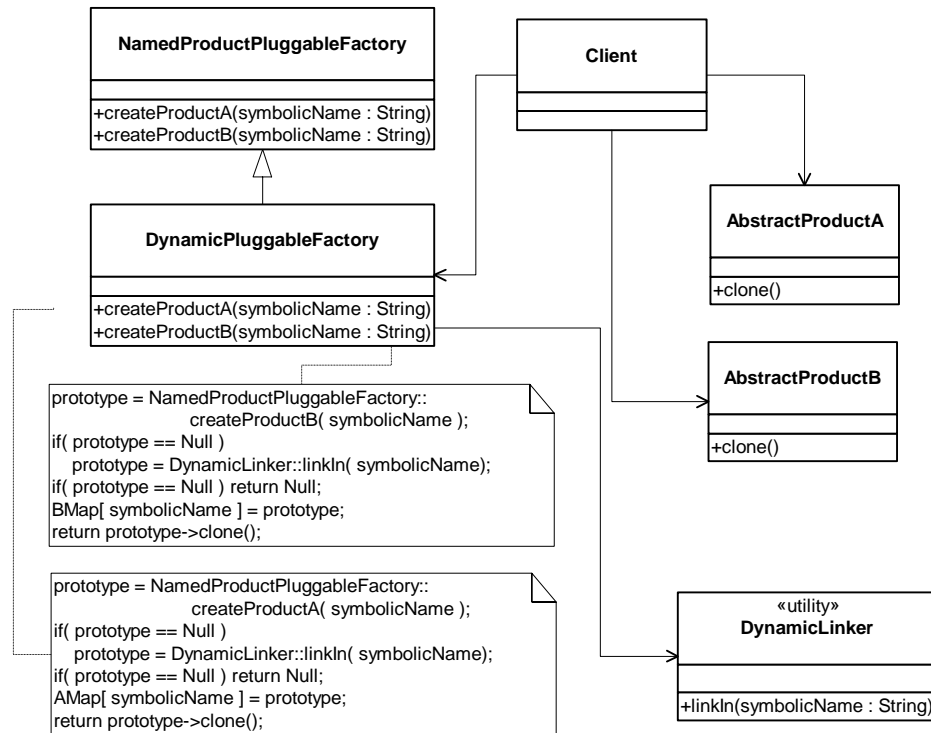 NamedProductPluggableFactory
+createProductA(symbolicName : String)
+createProductB(symbolicName : String)
Client
DynamicPluggableFactory
+createProductA(symbolicName : String)
+createProductB(symbolicName : String)
AbstractProductA
+clone()
AbstractProductB
+clone()
prototype = NamedProductPluggableFactory::
createProductB( symbolicName );
if( prototype == Null )
prototype = DynamicLinker::linkIn( symbolicName);
if( prototype == Null ) return Null;
BMap[ symbolicName ] = prototype;
return prototype->clone();
prototype = NamedProductPluggableFactory::
createProductA( symbolicName );
if( prototype == Null )
prototype = DynamicLinker::linkIn( symbolicName);
if( prototype == Null ) return Null;
AMap[ symbolicName ] = prototype;
return prototype->clone();
«utility»
DynamicLinker
+linkIn(symbolicName : String)